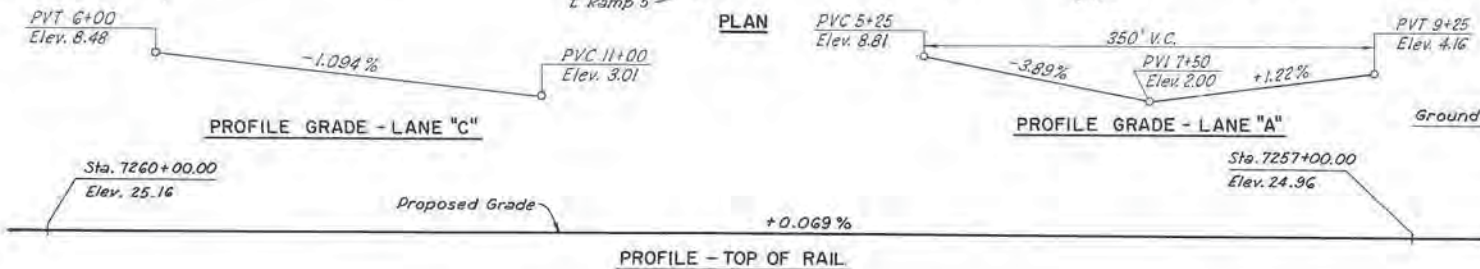 L Ramp 5
PVT 6+00
Elev. 8.48
-1.094%
PVC 11+00
Elev. 3.01
PROFILE GRADE - LANE "C"
PLAN
PVC 5+25
Elev. 8.81
350' V.C.
PVT 9+25
Elev. 4.16
-3.89%
PVI 7+50
Elev. 2.00
+1.22%
PROFILE GRADE - LANE "A"
Ground
Sta. 7260+00.00
Elev. 25.16
Proposed Grade
+0.069%
Sta. 7257+00.00
Elev. 24.96
PROFILE - TOP OF RAIL